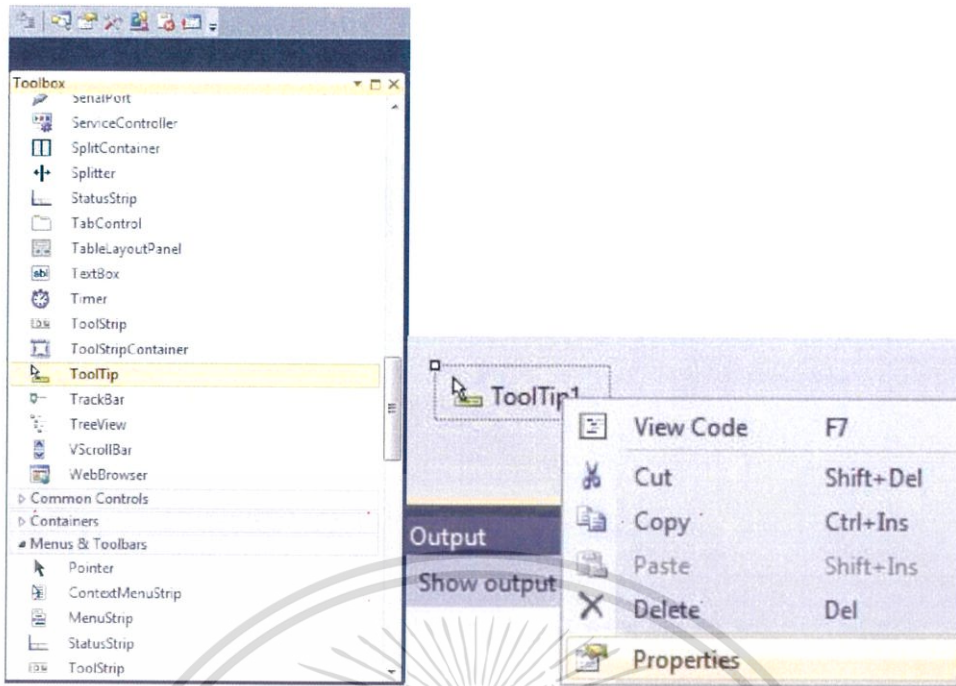 Toolbox
SerialPort
ServiceController
SplitContainer
Splitter
StatusStrip
TabControl
TableLayoutPanel
TextBox
Timer
ToolStrip
ToolStripContainer
ToolTip
TrackBar
TreeView
VScrollBar
WebBrowser
Common Controls
Containers
Menus & Toolbars
Pointer
ContextMenuStrip
MenuStrip
StatusStrip
ToolStrip
ToolTip1
View Code F7
Cut Shift+Del
Copy Ctrl+Ins
Paste Shift+Ins
Delete Del
Properties
Output
Show output